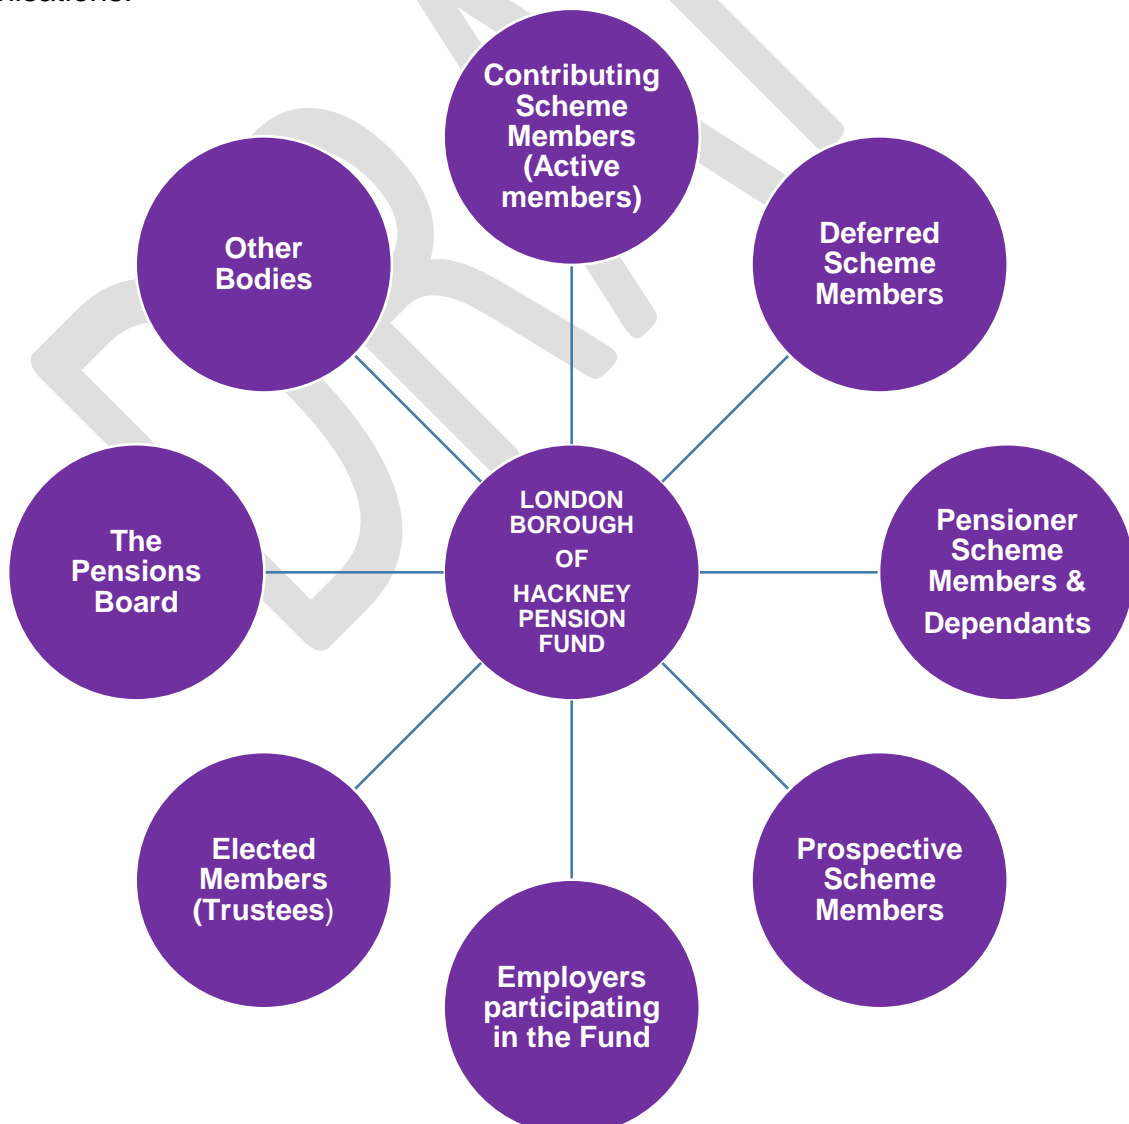 Contributing
Scheme
Members
(Active
members)
Deferred
Scheme
Members
Pensioner
Scheme
Members &
Dependants
Prospective
Scheme
Members
Employers
participating
in the Fund
Elected
Members
(Trustees)
The
Pensions
Board
Other
Bodies
LONDON
BOROUGH
OF
HACKNEY
PENSION
FUND